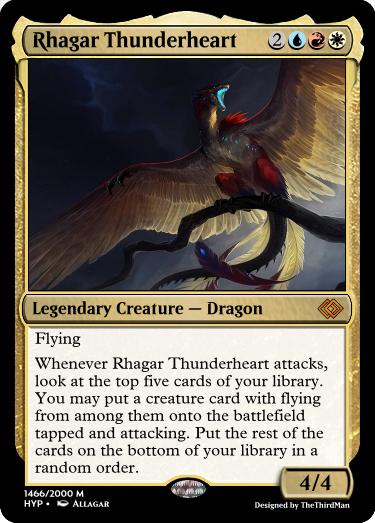 Rhagar Thunderheart 2
Legendary Creature — Dragon
Flying
Whenever Rhagar Thunderheart attacks,
look at the top five cards of your library.
You may put a creature card with flying
from among them onto the battlefield
tapped and attacking. Put the rest of the
cards on the bottom of your library in a
random order.
4/4
1466/2000 M
HYP • ALLAGAR
Designed by TheThirdMan